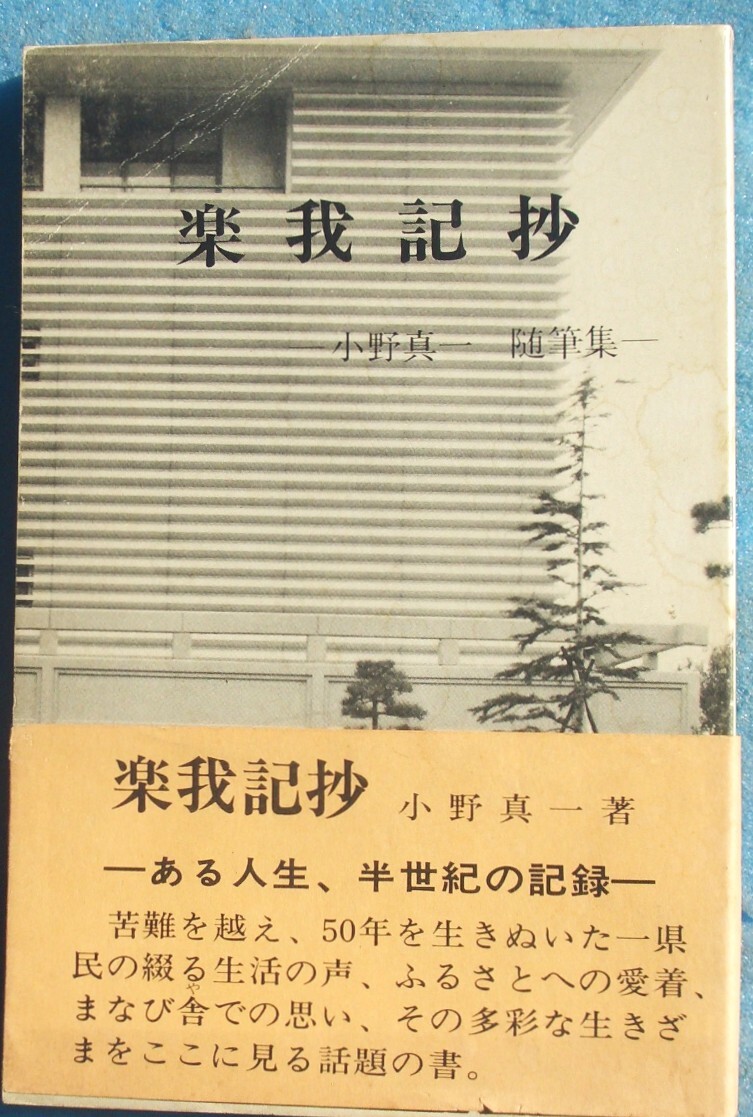 楽我記抄
—小野真一 随筆集—
楽我記抄 小野真一著
—ある人生、半世紀の記録—
苦難を越え、50年を生きぬいた一県
民の綴る生活の声、ふるさとへの愛着、
まなび舎での思い、その多彩な生きざ
や
まをここに見る話題の書。